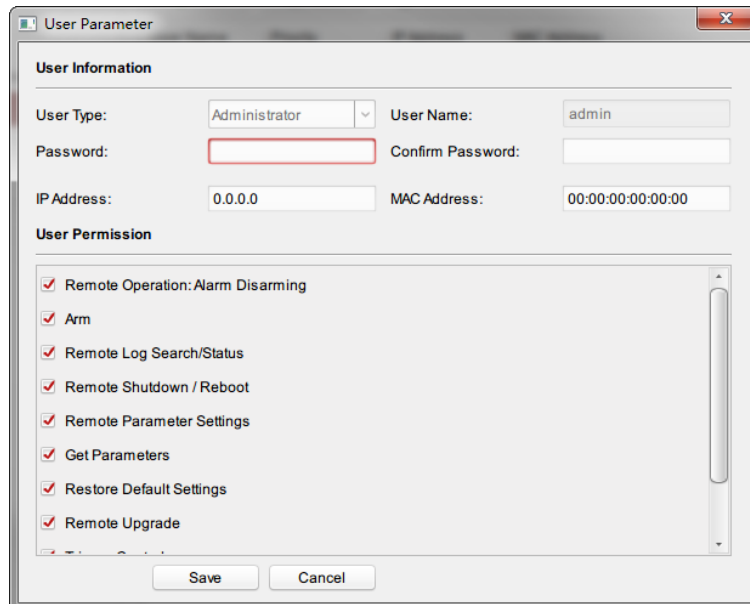 User Parameter
User Information
User Type: Administrator User Name: admin
Password: Confirm Password:
IP Address: 0.0.0.0 MAC Address: 00:00:00:00:00:00
User Permission
Remote Operation: Alarm Disarming
Arm
Remote Log Search/Status
Remote Shutdown / Reboot
Remote Parameter Settings
Get Parameters
Restore Default Settings
Remote Upgrade
Save Cancel